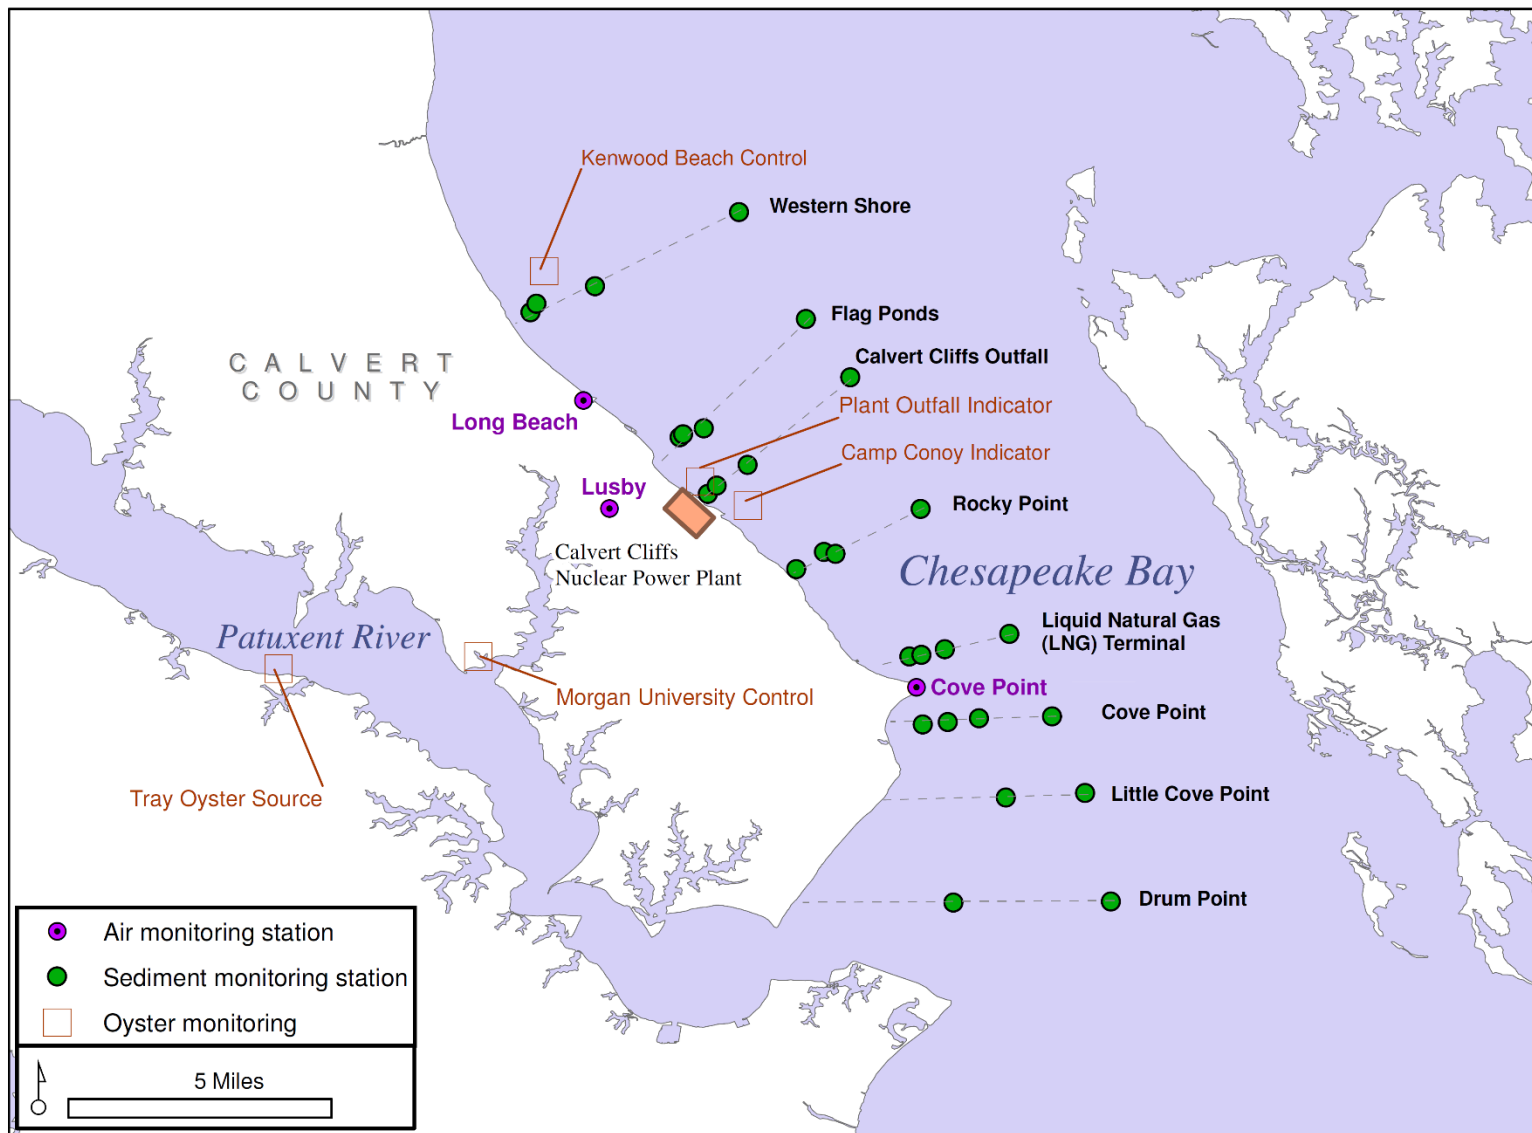 Kenwood Beach Control
Western Shore
Flag Ponds
CALVERT
COUNTY
Calvert Cliffs Outfall
Plant Outfall Indicator
Long Beach
Camp Conoy Indicator
Lusby
Rocky Point
Calvert Cliffs
Nuclear Power Plant
Chesapeake Bay
Patuxent River
Liquid Natural Gas
(LNG) Terminal
Cove Point
Morgan University Control
Cove Point
Tray Oyster Source
Little Cove Point
Drum Point
Air monitoring station
Sediment monitoring station
Oyster monitoring
5 Miles